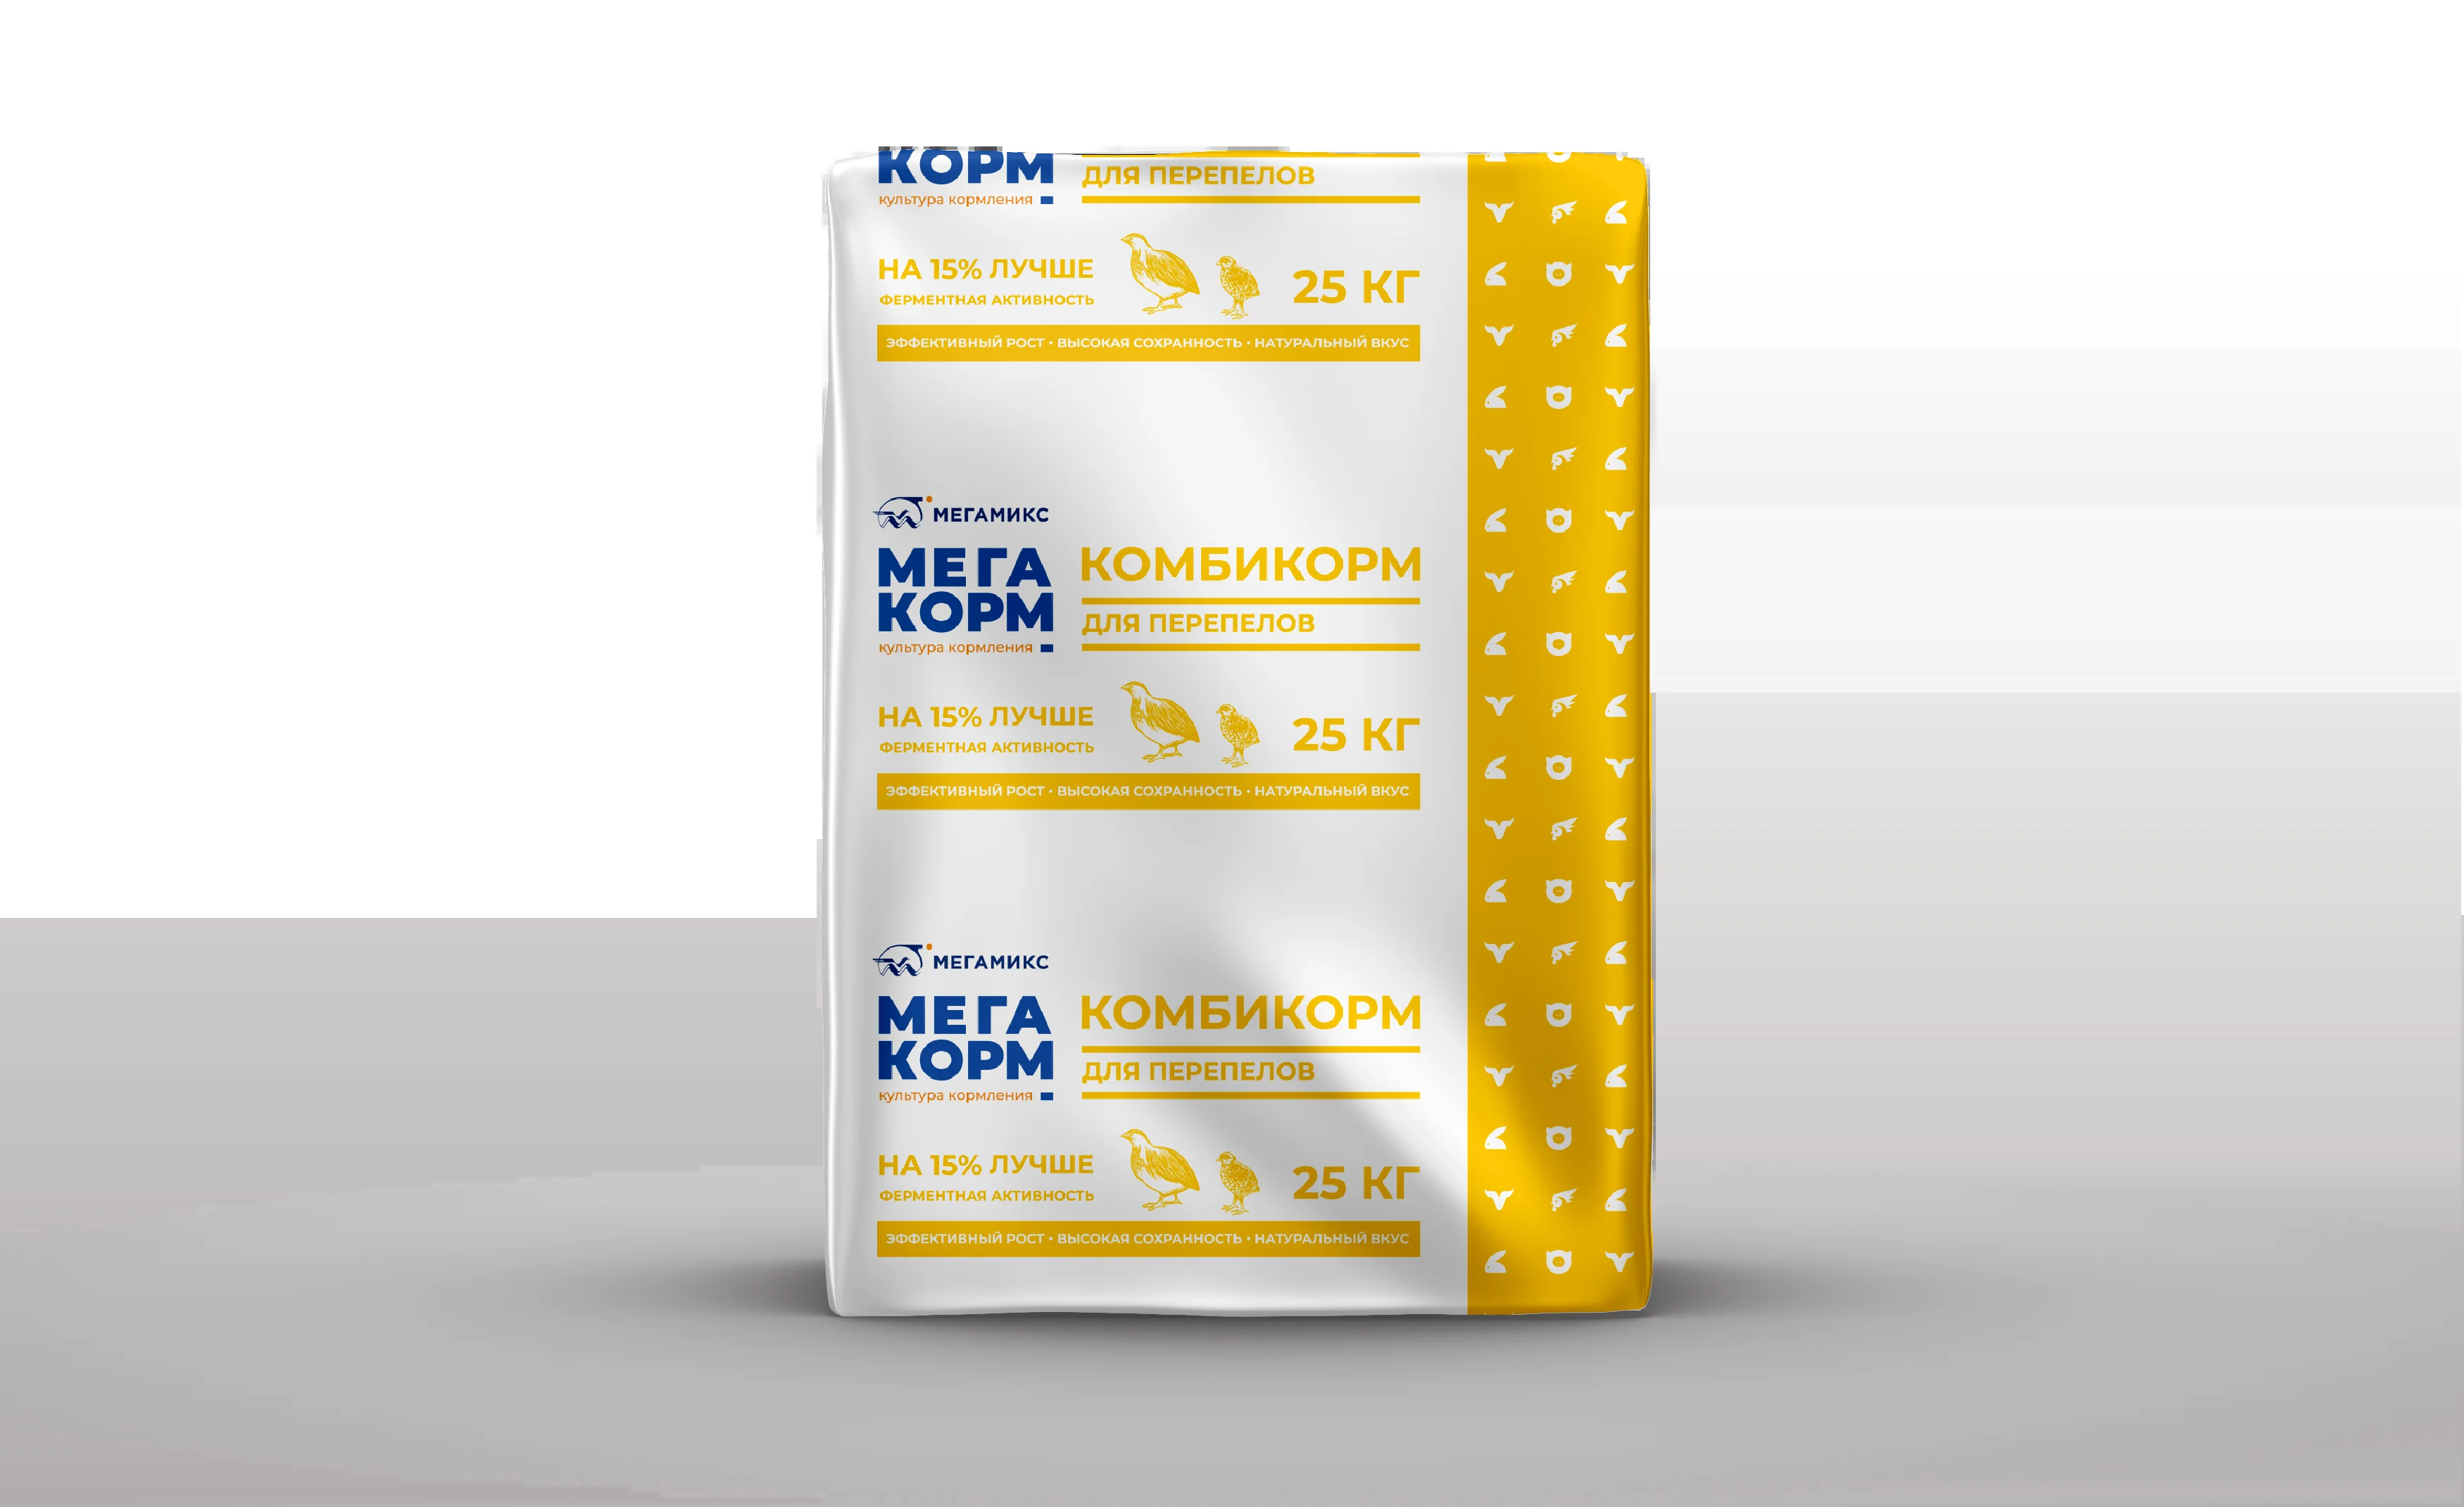 КОРМ
ДЛЯ ПЕРЕПЕЛОВ
культура кормления
НА 15% ЛУЧШЕ
ФЕРМЕНТНАЯ АКТИВНОСТЬ
25 КГ
ЭФФЕКТИВНЫЙ РОСТ • ВЫСОКАЯ СОХРАННОСТЬ • НАТУРАЛЬНЫЙ ВКУС
МЕГАМИКС
МЕГА
КОРМ
культура кормления
КОМБИКОРМ
ДЛЯ ПЕРЕПЕЛОВ
НА 15% ЛУЧШЕ
ФЕРМЕНТНАЯ АКТИВНОСТЬ
25 КГ
ЭФФЕКТИВНЫЙ РОСТ • ВЫСОКАЯ СОХРАННОСТЬ • НАТУРАЛЬНЫЙ ВКУС
МЕГАМИКС
МЕГА
КОРМ
культура кормления
КОМБИКОРМ
ДЛЯ ПЕРЕПЕЛОВ
НА 15% ЛУЧШЕ
ФЕРМЕНТНАЯ АКТИВНОСТЬ
25 КГ
ЭФФЕКТИВНЫЙ РОСТ • ВЫСОКАЯ СОХРАННОСТЬ • НАТУРАЛЬНЫЙ ВКУС